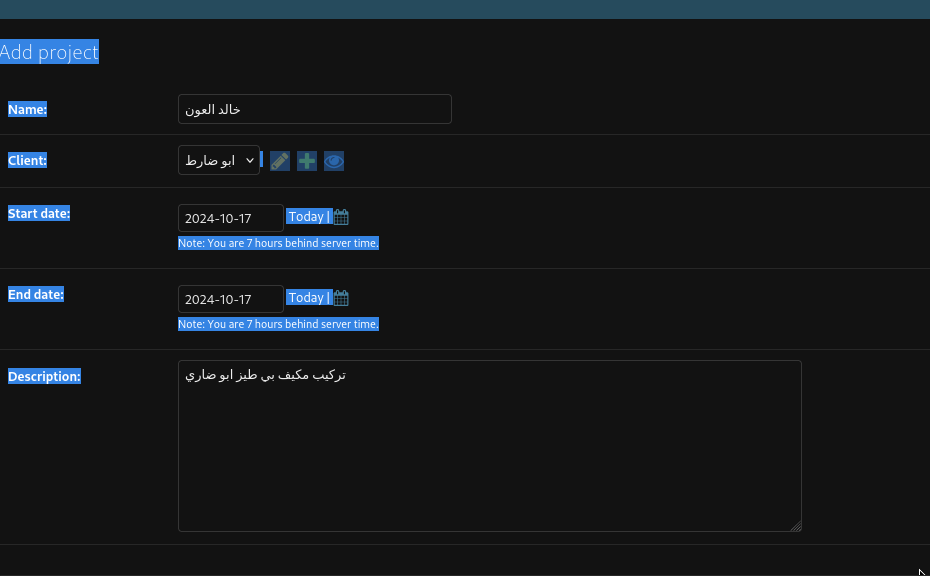 Add project
Name:
خالد العون
Client:
ابو ضارط
Start date:
2024-10-17 Today |
Note: You are 7 hours behind server time.
End date:
2024-10-17 Today |
Note: You are 7 hours behind server time.
Description:
تركيب مكيف بي طيز ابو ضاري